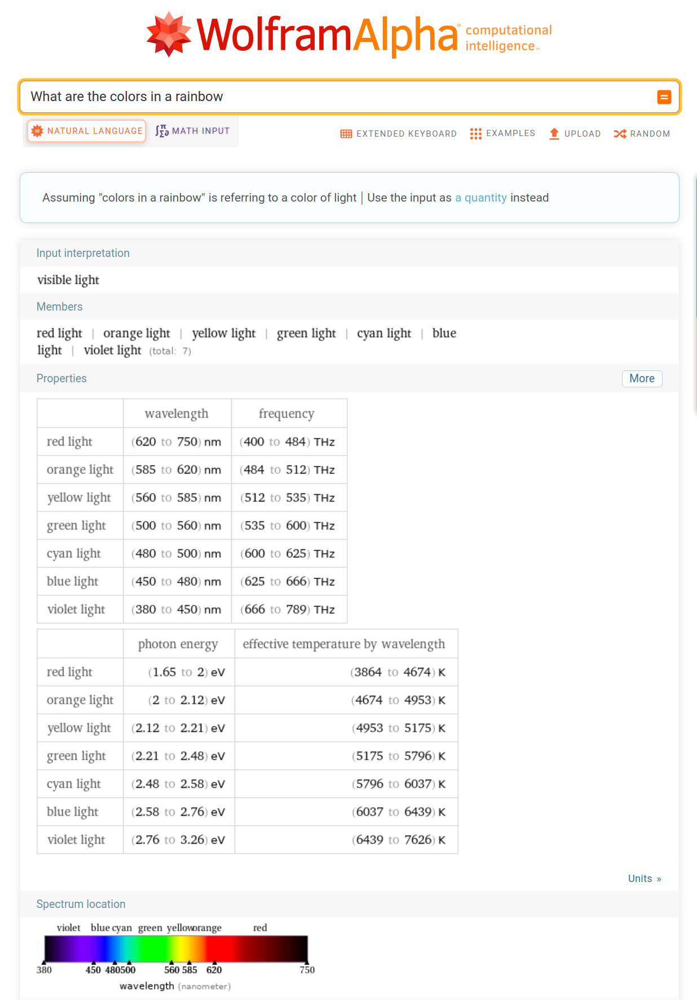 WolframAlpha® computational
intelligence™
What are the colors in a rainbow
NATURAL LANGUAGE MATH INPUT EXTENDED KEYBOARD EXAMPLES UPLOAD RANDOM
Assuming "colors in a rainbow" is referring to a color of light | Use the input as a quantity instead
Input interpretation
visible light
Members
red light | orange light | yellow light | green light | cyan light | blue
light | violet light (total: 7)
Properties More
wavelength frequency
red light (620 to 750) nm (400 to 484) THz
orange light (585 to 620) nm (484 to 512) THz
yellow light (560 to 585) nm (512 to 535) THz
green light (500 to 560) nm (535 to 600) THz
cyan light (480 to 500) nm (600 to 625) THz
blue light (450 to 480) nm (625 to 666) THz
violet light (380 to 450) nm (666 to 789) THz
photon energy effective temperature by wavelength
red light (1.65 to 2) eV (3864 to 4674) K
orange light (2 to 2.12) eV (4674 to 4953) K
yellow light (2.12 to 2.21) eV (4953 to 5175) K
green light (2.21 to 2.48) eV (5175 to 5796) K
cyan light (2.48 to 2.58) eV (5796 to 6037) K
blue light (2.58 to 2.76) eV (6037 to 6439) K
violet light (2.76 to 3.26) eV (6439 to 7626) K
Units »
Spectrum location
violet blue cyan green yellow orange red
380 450 480 500 560 585 620 750
wavelength (nanometer)